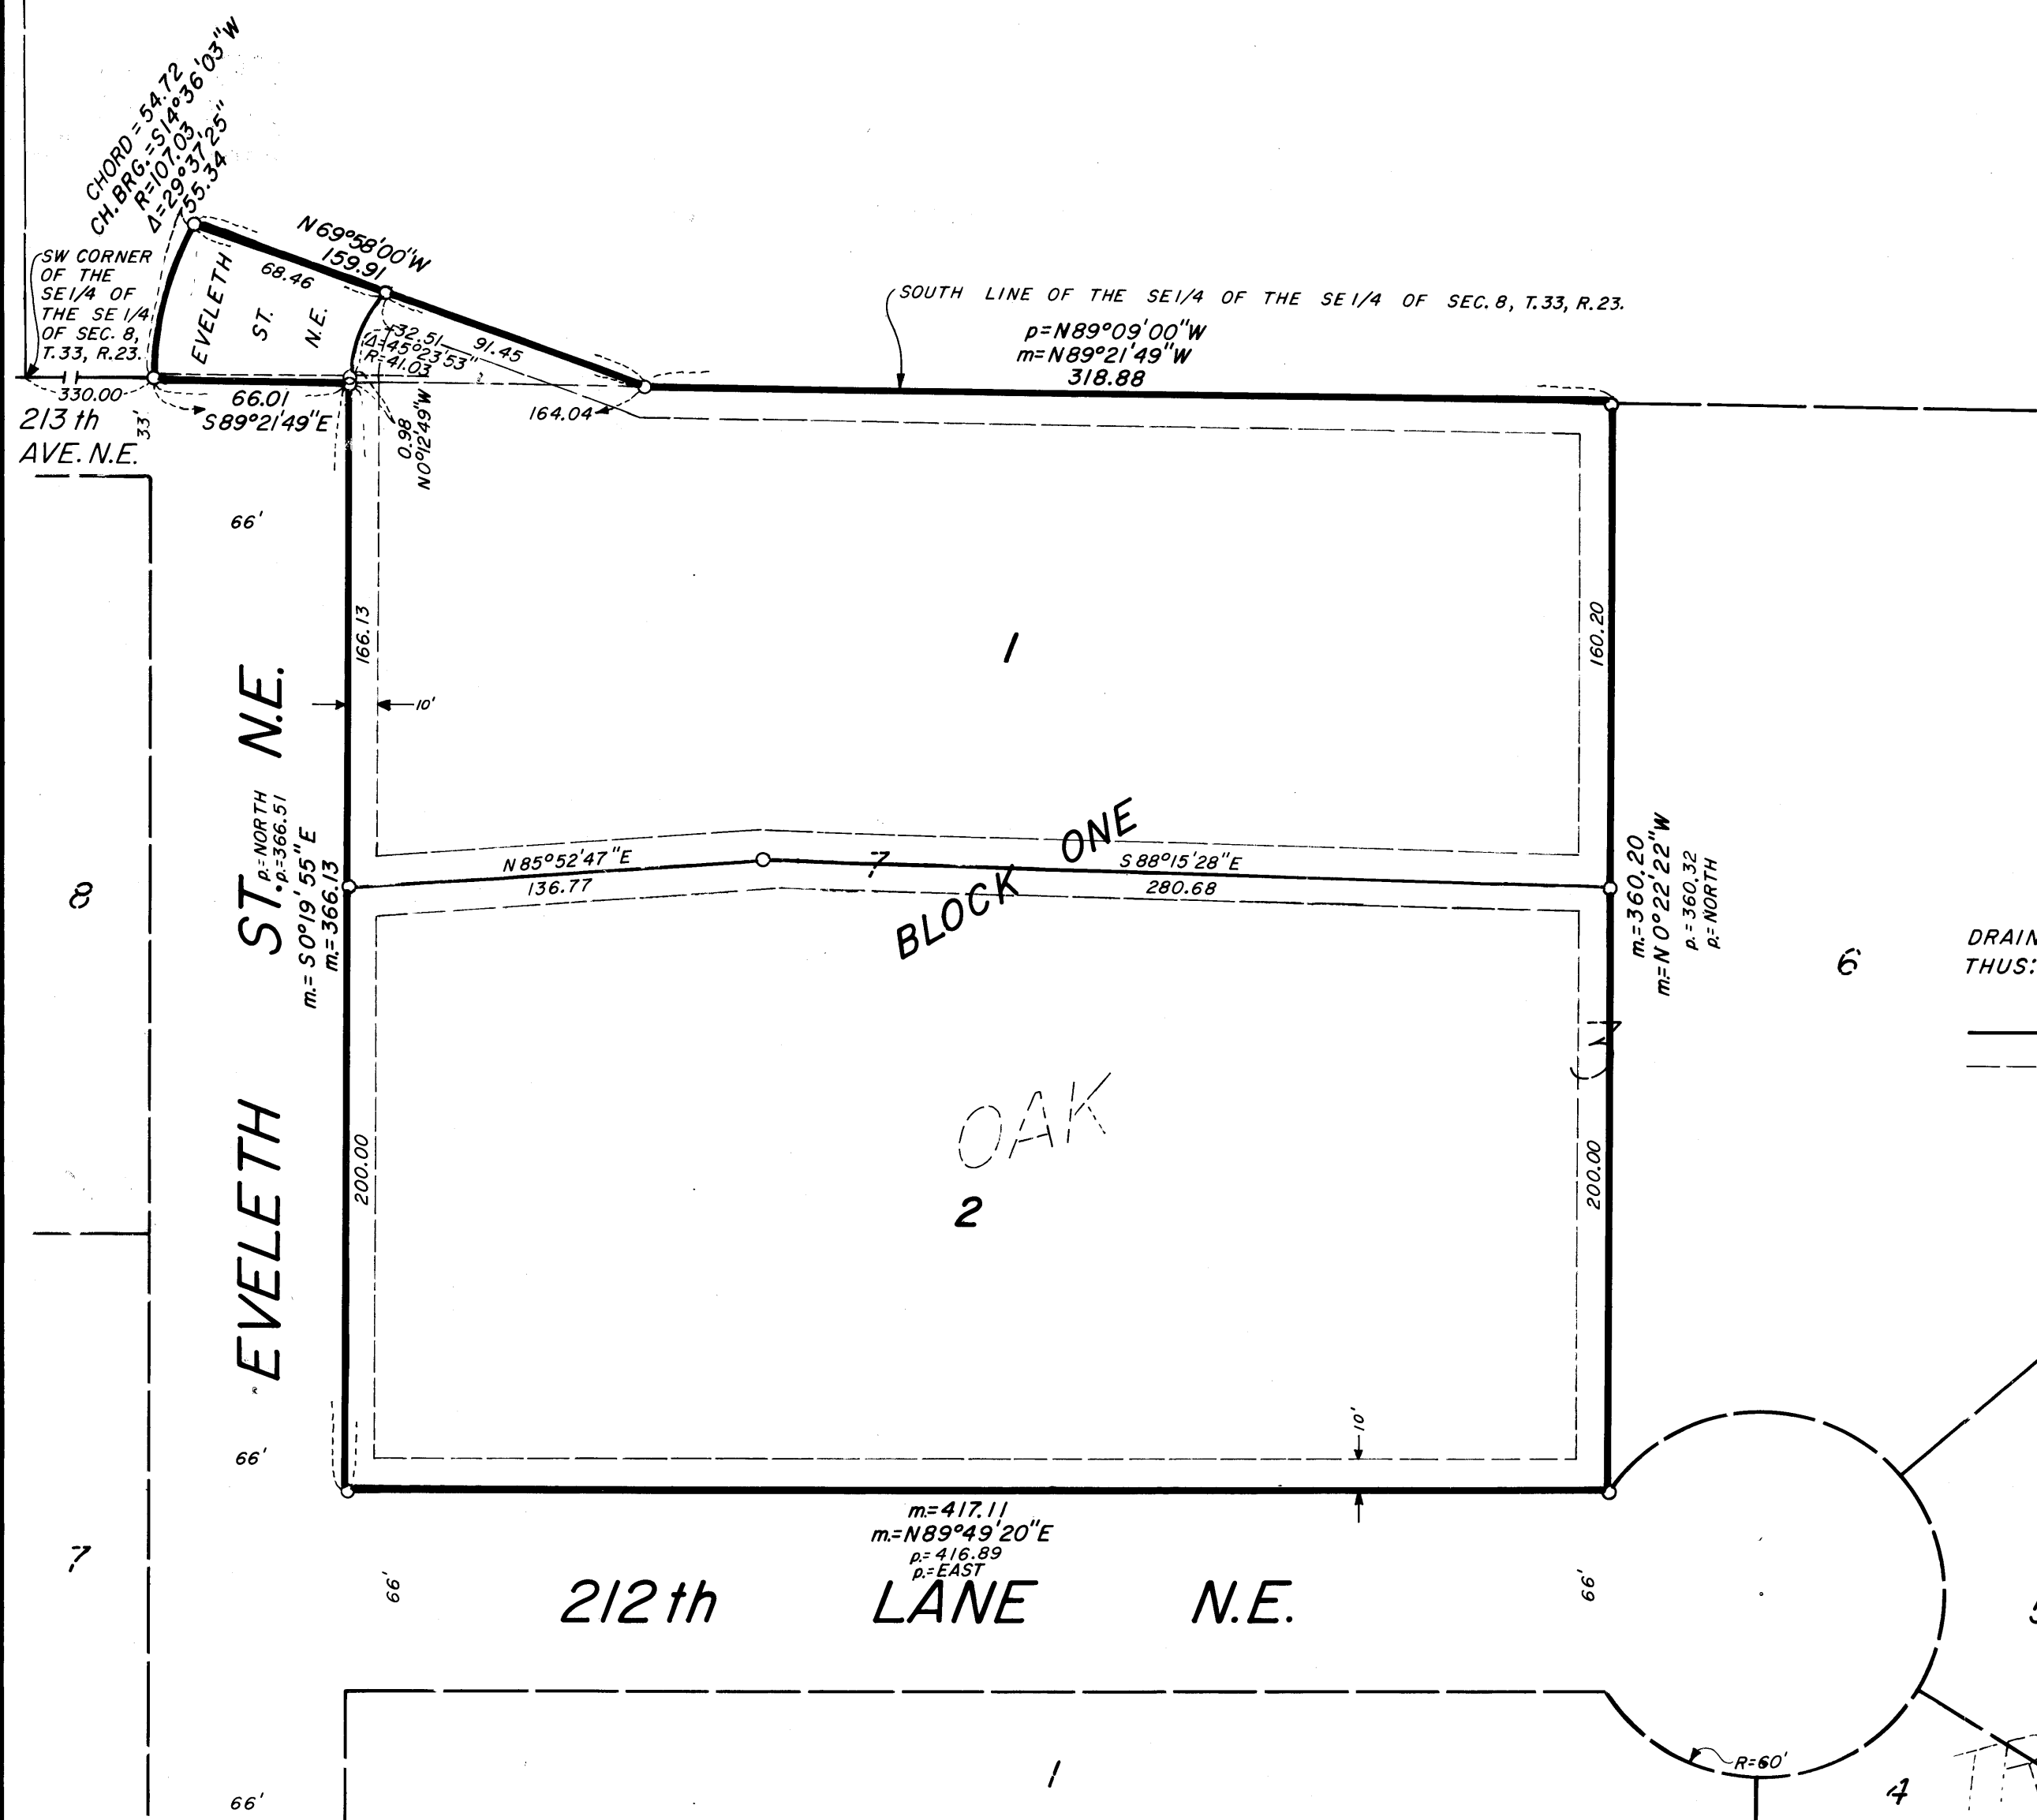 CHORD = 54.72
CH. BRG.=S14°36'03"W
R=107.03
Δ=29°37'25"
55.34
N69°58'00"W
159.91
68.46
EVELETH
ST.
N.E.
SW CORNER
OF THE
SE1/4 OF
THE SE 1/4
OF SEC. 8,
T.33, R.23.
32.51
Δ=45°23'53"
R=41.03
91.45
SOUTH LINE OF THE SE1/4 OF THE SE 1/4 OF SEC. 8, T.33, R.23.
p=N89°09'00"W
m=N89°21'49"W
318.88
330.00
66.01
S89°21'49"E
164.04
0.98
N0°12'49"W
213 th
AVE. N.E.
33'
66'
166.13
160.20
1
10'
EVELETH ST. N.E.
p.=NORTH
p.=366.51
m.= S0°19'55"E
m.=366.13
N85°52'47"E
136.77
7
BLOCK ONE
S88°15'28"E
280.68
m.=360.20
m.=N0°22'22"W
p.=360.32
p.=NORTH
8
6
DRAIN
THUS:
OAK
2
200.00
200.00
10'
66'
m.=417.11
m.=N89°49'20"E
p.=416.89
p.=EAST
7
66'
66'
212th LANE N.E.
R=60'
1
4
66'